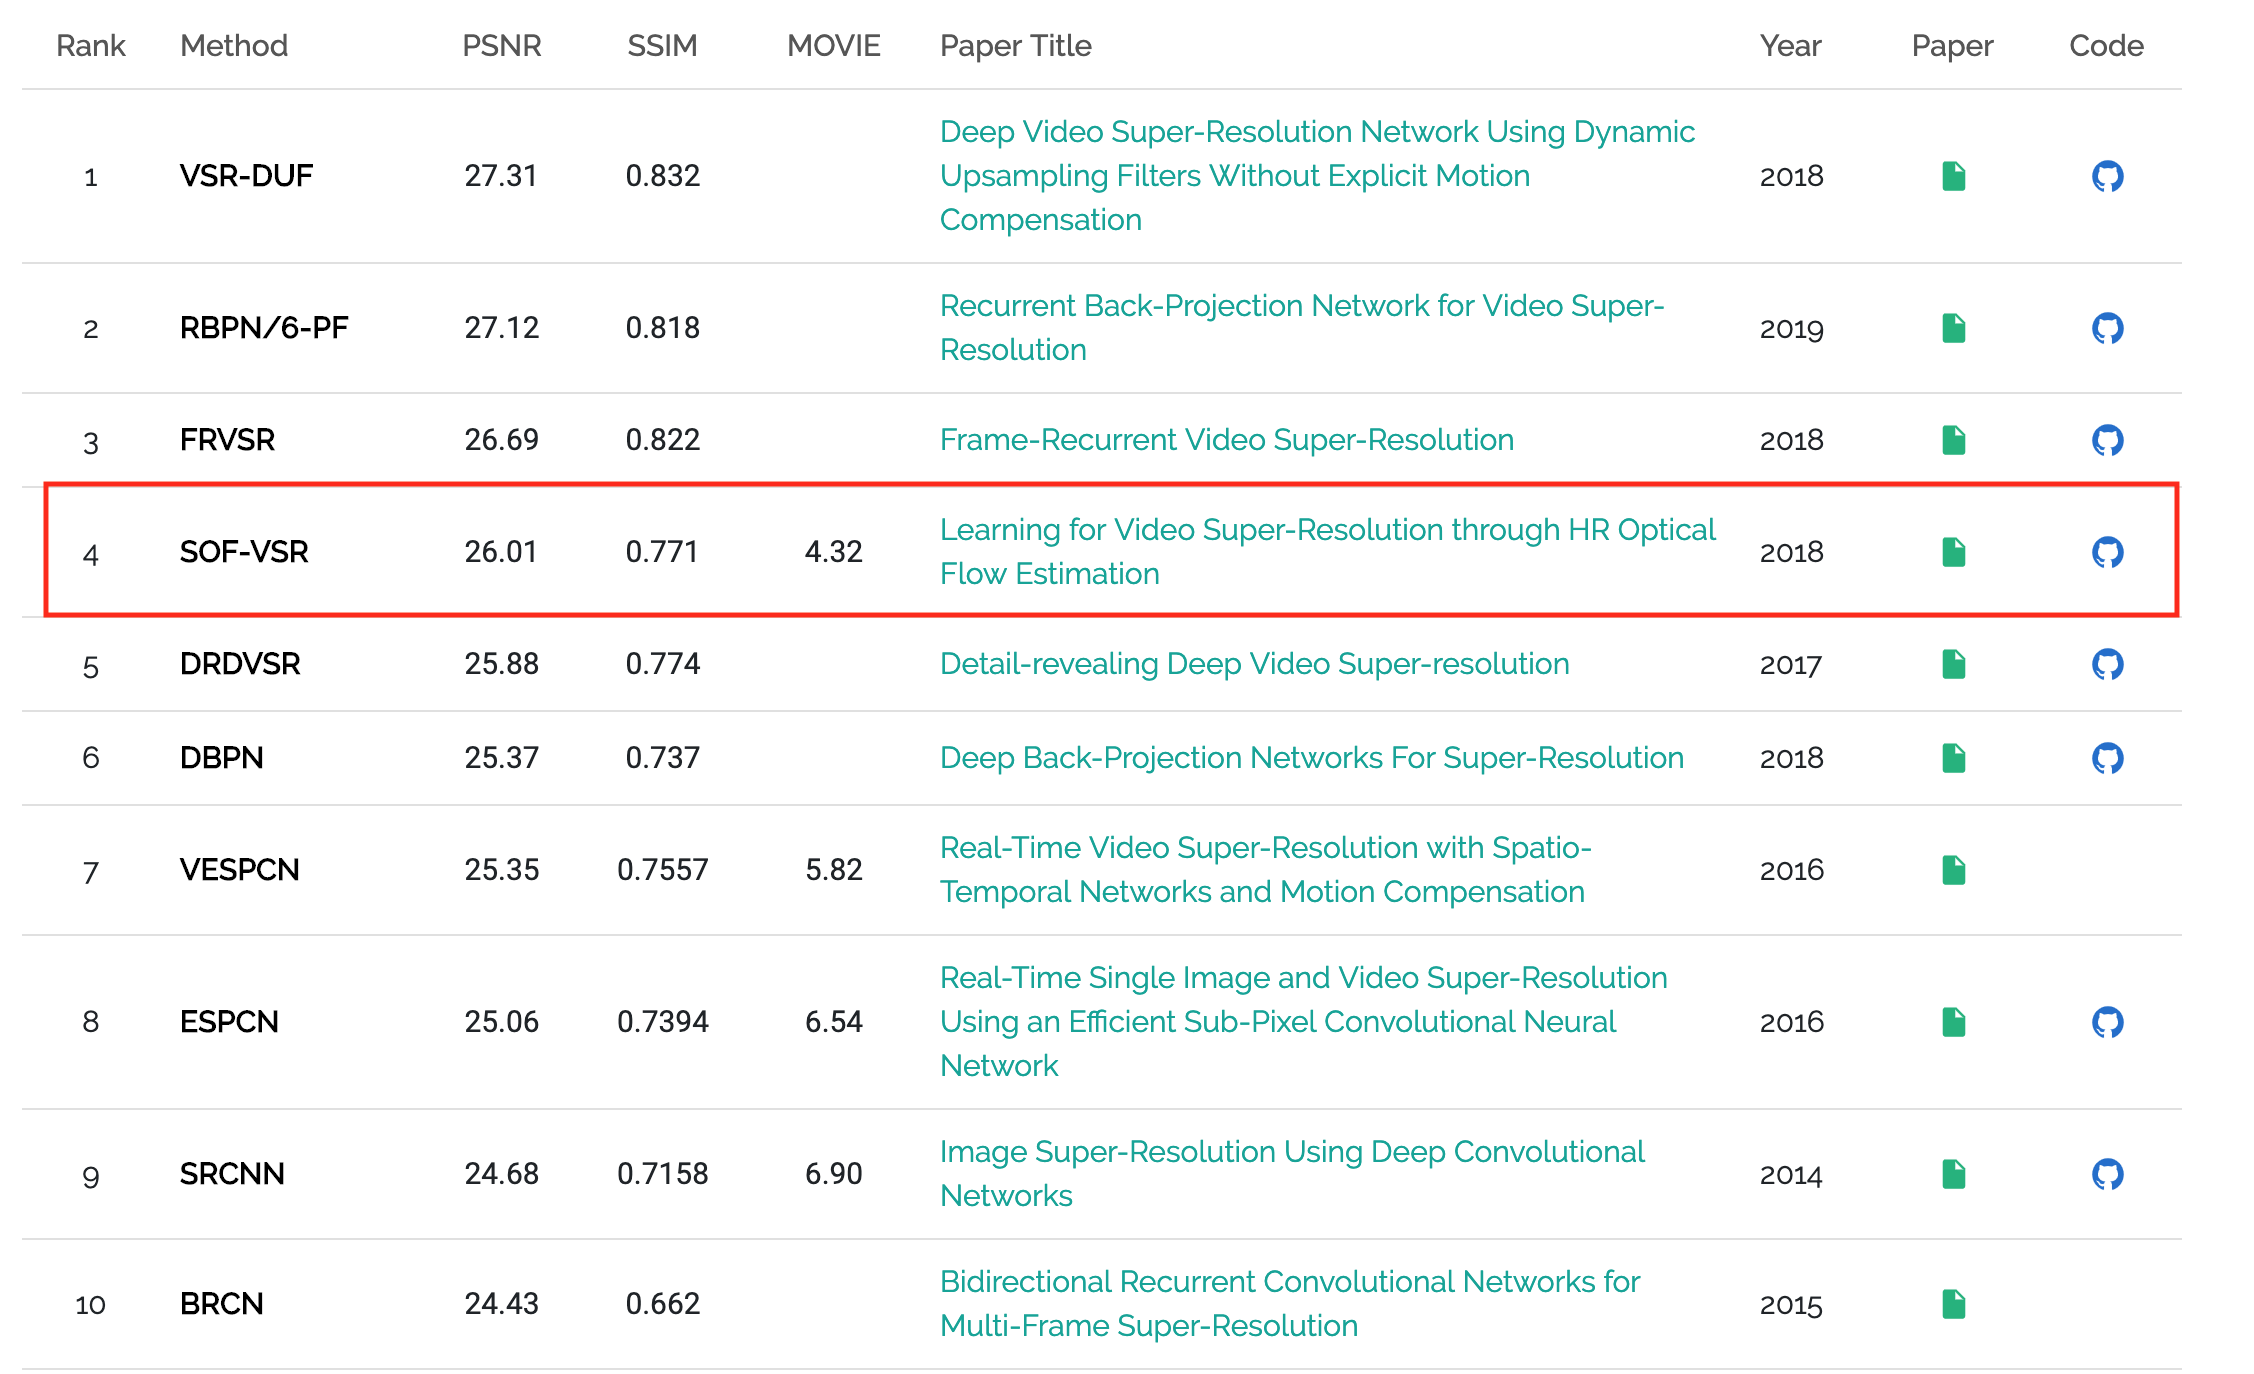 Rank Method PSNR SSIM MOVIE Paper Title Year Paper Code
Deep Video Super-Resolution Network Using Dynamic
1 VSR-DUF 27.31 0.832 Upsampling Filters Without Explicit Motion 2018
Compensation
Recurrent Back-Projection Network for Video Super-
2 RBPN/6-PF 27.12 0.818 2019
Resolution
3 FRVSR 26.69 0.822 Frame-Recurrent Video Super-Resolution 2018
Learning for Video Super-Resolution through HR Optical
4 SOF-VSR 26.01 0.771 4.32 2018
Flow Estimation
5 DRDVSR 25.88 0.774 Detail-revealing Deep Video Super-resolution 2017
6 DBPN 25.37 0.737 Deep Back-Projection Networks For Super-Resolution 2018
Real-Time Video Super-Resolution with Spatio-
7 VESPCN 25.35 0.7557 5.82 2016
Temporal Networks and Motion Compensation
Real-Time Single Image and Video Super-Resolution
8 ESPCN 25.06 0.7394 6.54 Using an Efficient Sub-Pixel Convolutional Neural 2016
Network
Image Super-Resolution Using Deep Convolutional
9 SRCNN 24.68 0.7158 6.90 2014
Networks
Bidirectional Recurrent Convolutional Networks for
10 BRCN 24.43 0.662 2015
Multi-Frame Super-Resolution